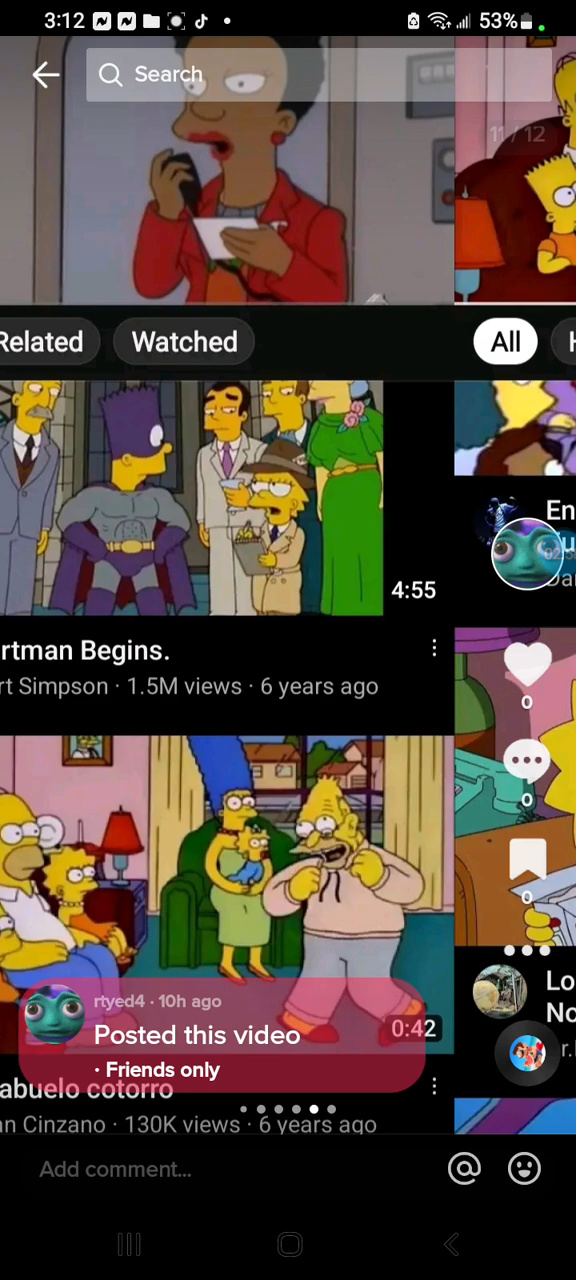 3:12
53%
Search
11/12
Related
Watched
All
4:55
rtman Begins.
rt Simpson · 1.5M views · 6 years ago
En
0
0
0
rtyed4 · 10h ago
Posted this video
0:42
· Friends only
abuelo cotorro
an Cinzano · 130K views · 6 years ago
Lo
No
Add comment...